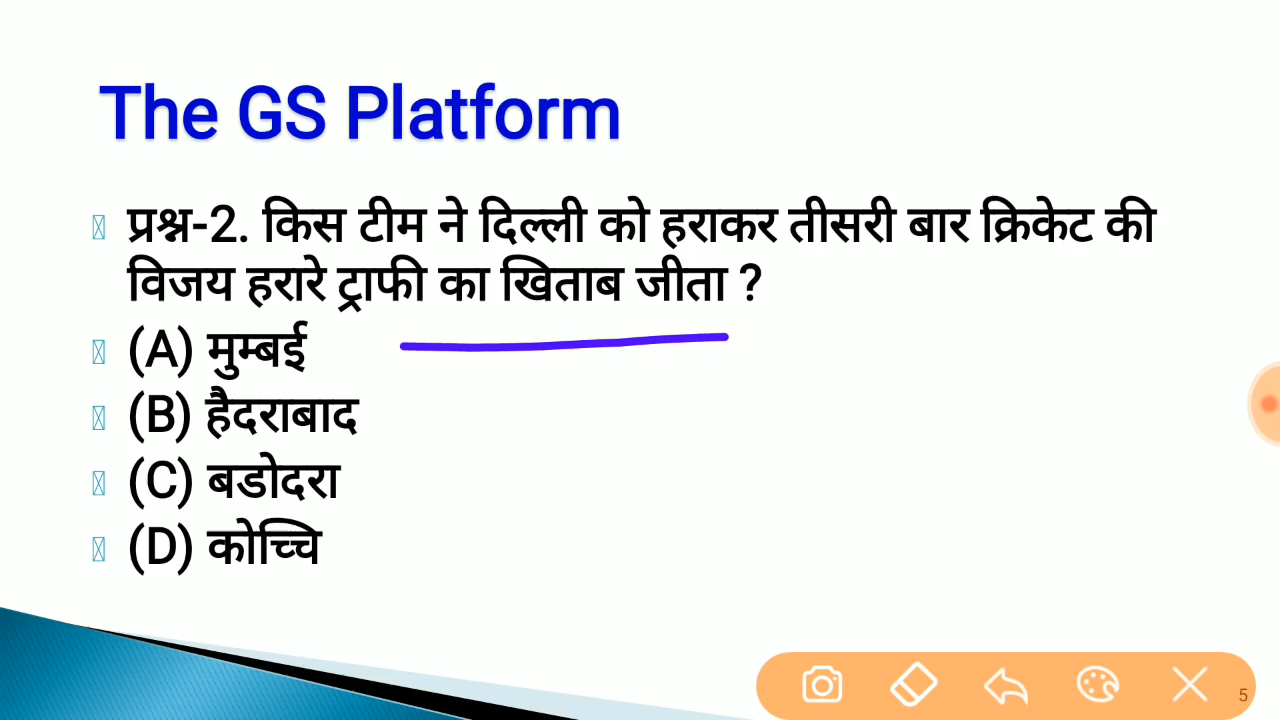 The GS Platform
प्रश्न-2. किस टीम ने दिल्ली को हराकर तीसरी बार क्रिकेट की
विजय हरारे ट्राफी का खिताब जीता ?
(A) मुम्बई
(B) हैदराबाद
(C) बडोदरा
(D) कोच्चि
5